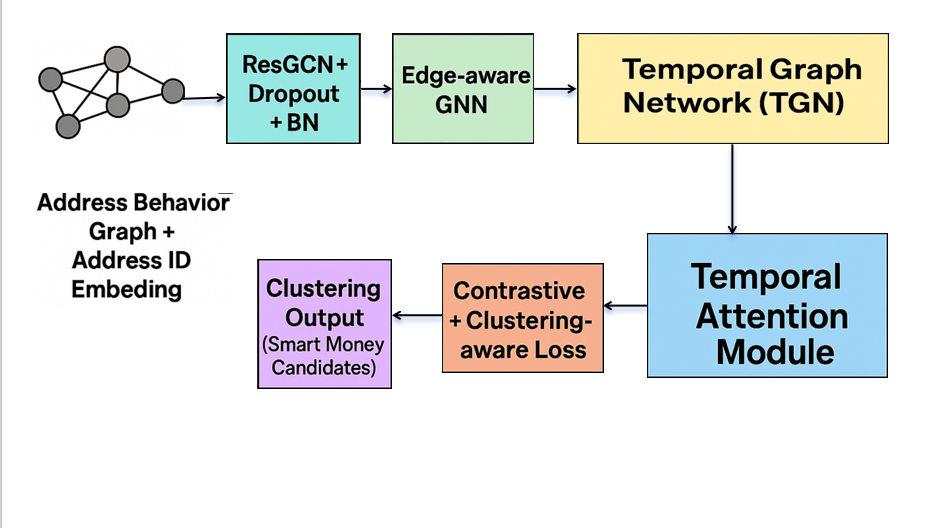 ResGCN+
Dropout
+ BN
Edge-aware
GNN
Temporal Graph
Network (TGN)
Address Behavior
Graph +
Address ID
Embeding
Clustering
Output
(Smart Money
Candidates)
Contrastive
+ Clustering-
aware Loss
Temporal
Attention
Module